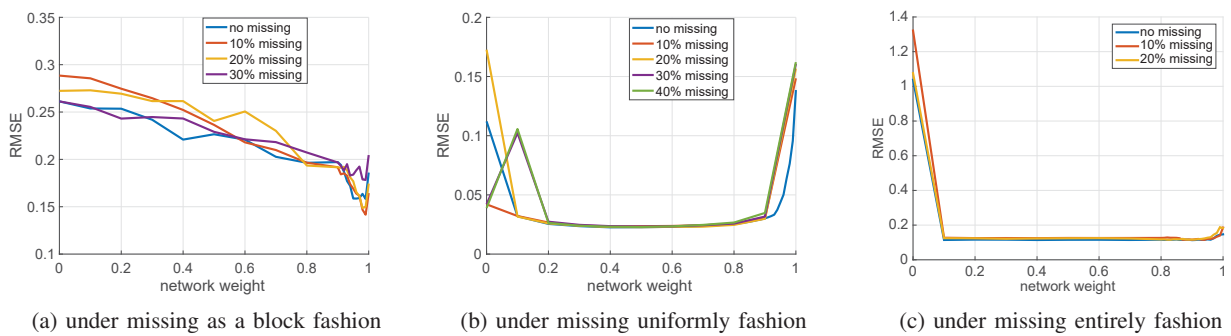 0.35
0.3
0.25
0.2
0.15
0.1
RMSE
0
0.2
0.4
0.6
0.8
1
network weight
no missing
10% missing
20% missing
30% missing
(a) under missing as a block fashion
0.2
0.15
0.1
0.05
0
RMSE
0
0.2
0.4
0.6
0.8
1
network weight
no missing
10% missing
20% missing
30% missing
40% missing
(b) under missing uniformly fashion
1.4
1.2
1
0.8
0.6
0.4
0.2
0
RMSE
0
0.2
0.4
0.6
0.8
1
network weight
no missing
10% missing
20% missing
(c) under missing entirely fashion